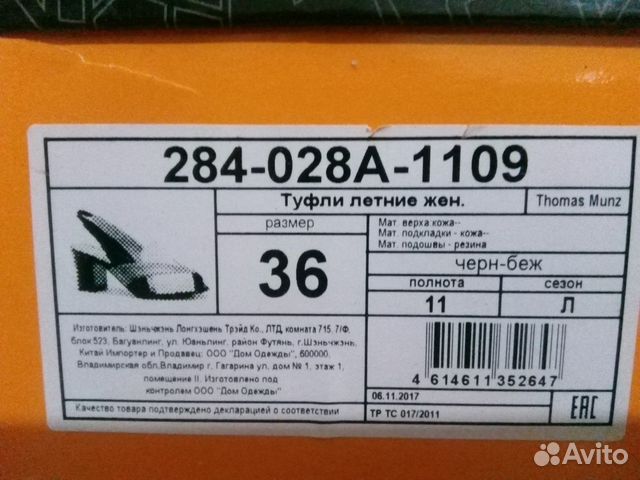 284-028A-1109
Туфли летние жен.
Thomas Munz
размер
36
Мат. верха:кожа--
Мат. подкладки - кожа--
Мат. подошвы - резина
черн-беж
полнота
сезон
11
Л
Изготовитель: Шэньчжэнь Лонгхэшень Трэйд Ко., ЛТД, комната 715, 7/Ф,
блок 523, Багуанлинг, ул. Юаньлинг, район Футянь, г.Шэньчжэнь,
Китай Импортер и Продавец: ООО "Дом Одежды", 600000,
Владимирская обл.Владимир г. Гагарина ул, дом № 1, этаж 1,
помещение II. Изготовлено под
контролем ООО "Дом Одежды"
Качество товара подтверждено декларацией о соответствии
4 614611 352647
06.11.2017
ТР ТС 017/2011
EAC
Avito